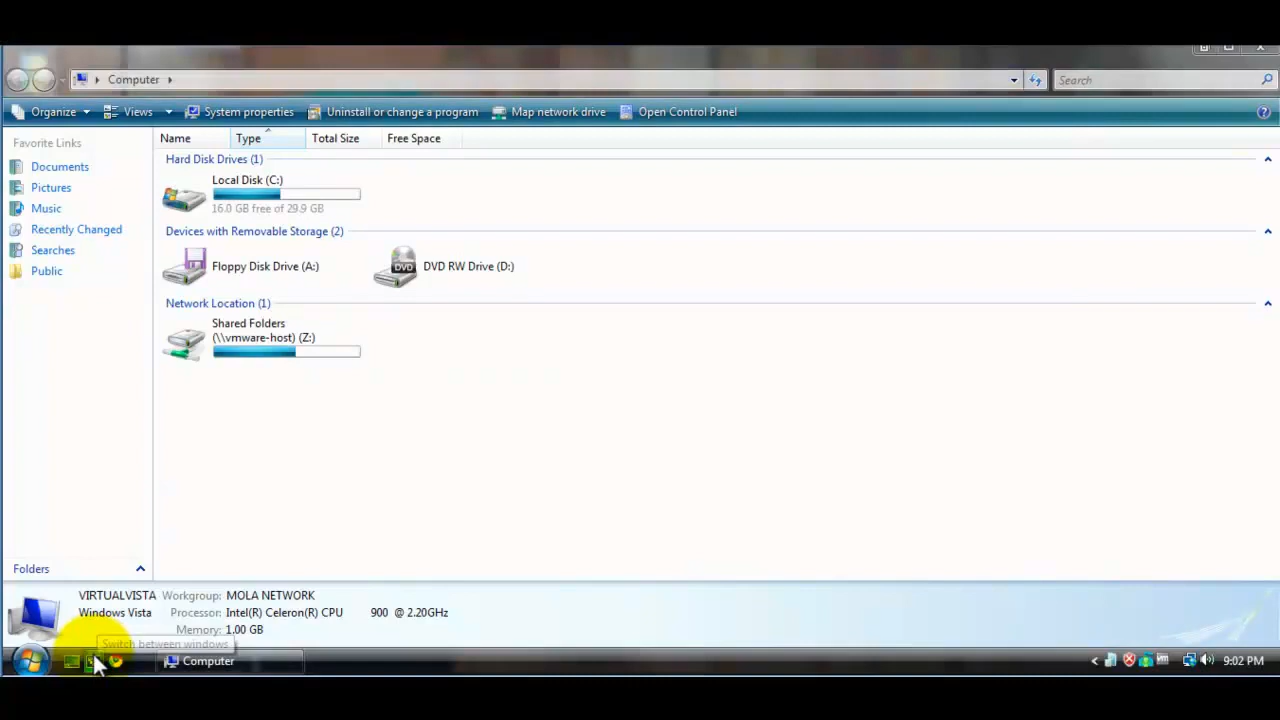 Computer
Search
Organize
Views
System properties
Uninstall or change a program
Map network drive
Open Control Panel
Favorite Links
Documents
Pictures
Music
Recently Changed
Searches
Public
Folders
Name Type Total Size Free Space
Hard Disk Drives (1)
Local Disk (C:)
16.0 GB free of 29.9 GB
Devices with Removable Storage (2)
Floppy Disk Drive (A:)
DVD
DVD RW Drive (D:)
Network Location (1)
Shared Folders
(\\vmware-host) (Z:)
VIRTUALVISTA Workgroup: MOLA NETWORK
Windows Vista Processor: Intel(R) Celeron(R) CPU 900 @ 2.20GHz
Memory: 1.00 GB
Switch between windows
Computer
9:02 PM